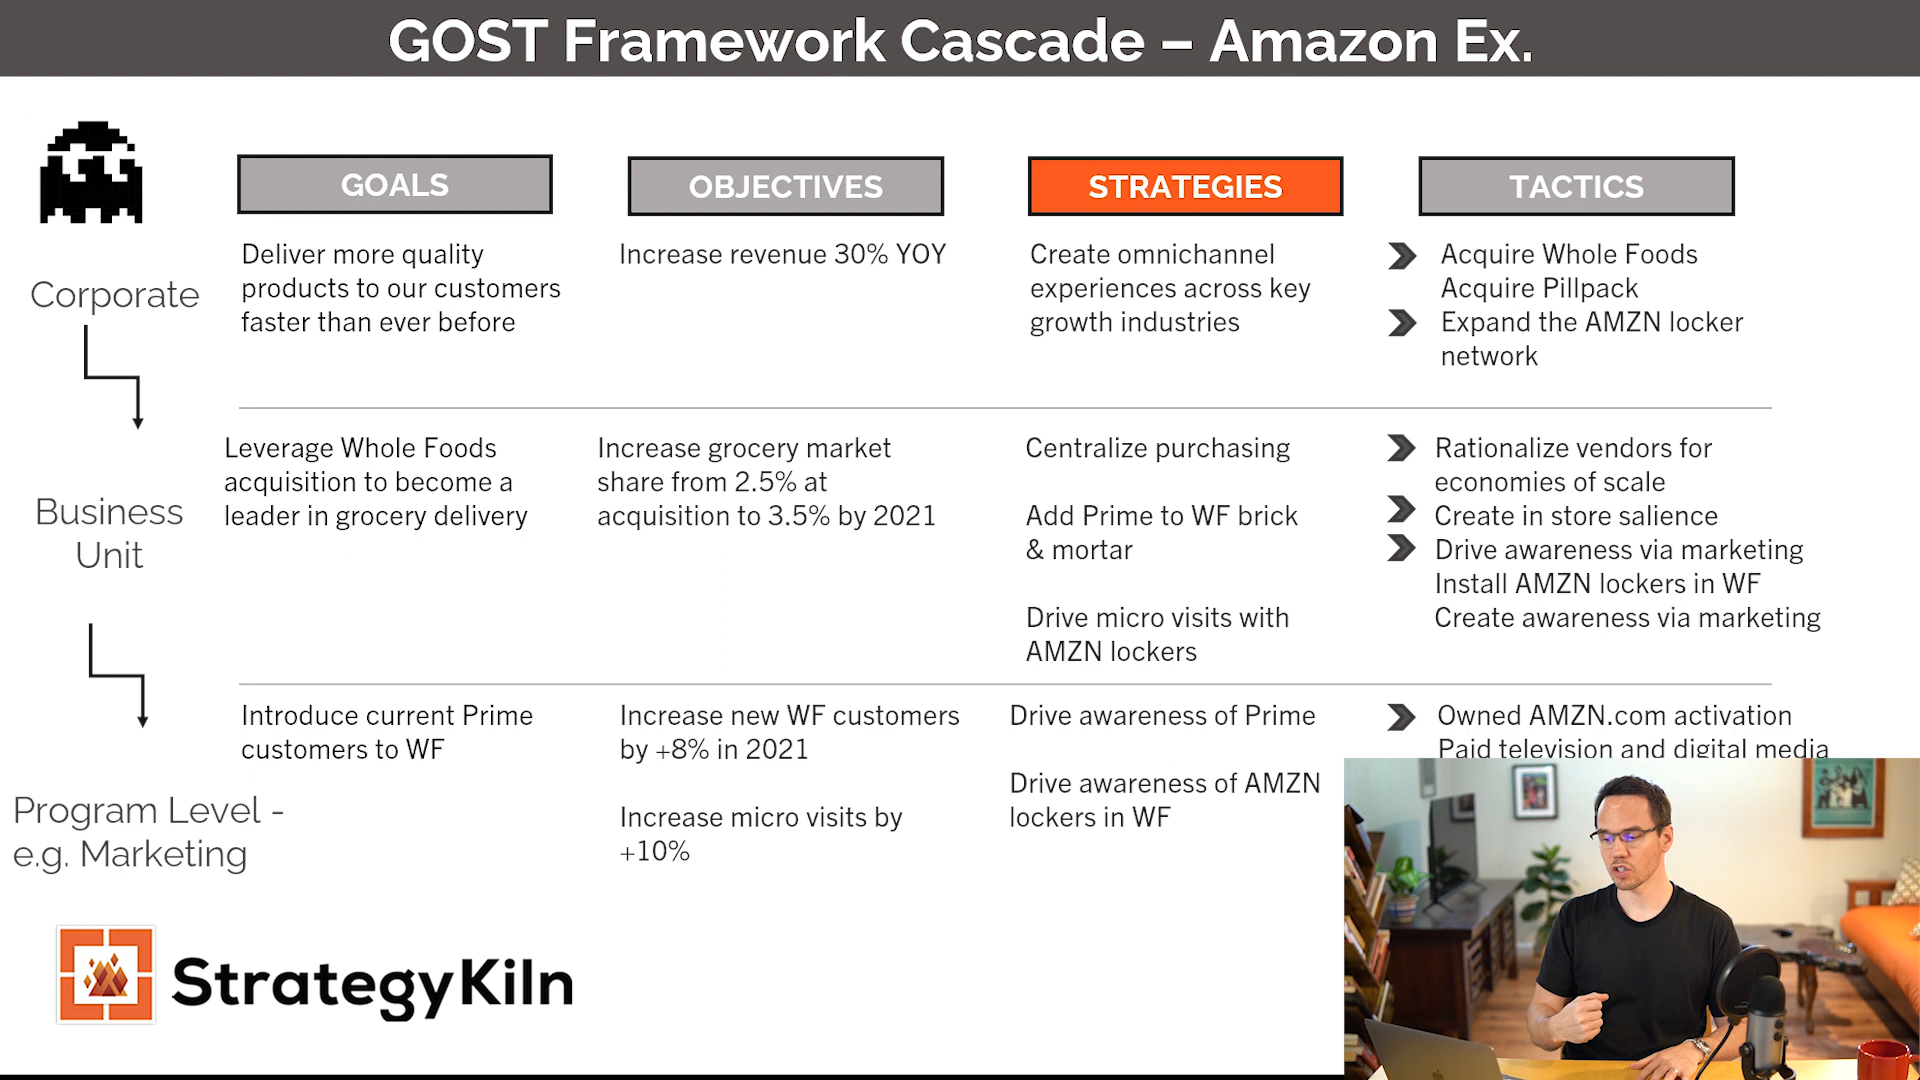 GOST Framework Cascade – Amazon Ex.
GOALS
OBJECTIVES
STRATEGIES
TACTICS
Corporate
Deliver more quality
products to our customers
faster than ever before
Increase revenue 30% YOY
Create omnichannel
experiences across key
growth industries
Acquire Whole Foods
Acquire Pillpack
Expand the AMZN locker
network
Business
Unit
Leverage Whole Foods
acquisition to become a
leader in grocery delivery
Increase grocery market
share from 2.5% at
acquisition to 3.5% by 2021
Centralize purchasing
Add Prime to WF brick
& mortar
Drive micro visits with
AMZN lockers
Rationalize vendors for
economies of scale
Create in store salience
Drive awareness via marketing
Install AMZN lockers in WF
Create awareness via marketing
Program Level -
e.g. Marketing
Introduce current Prime
customers to WF
Increase new WF customers
by +8% in 2021
Increase micro visits by
+10%
Drive awareness of Prime
Drive awareness of AMZN
lockers in WF
Owned AMZN.com activation
Paid television and digital media
StrategyKiln